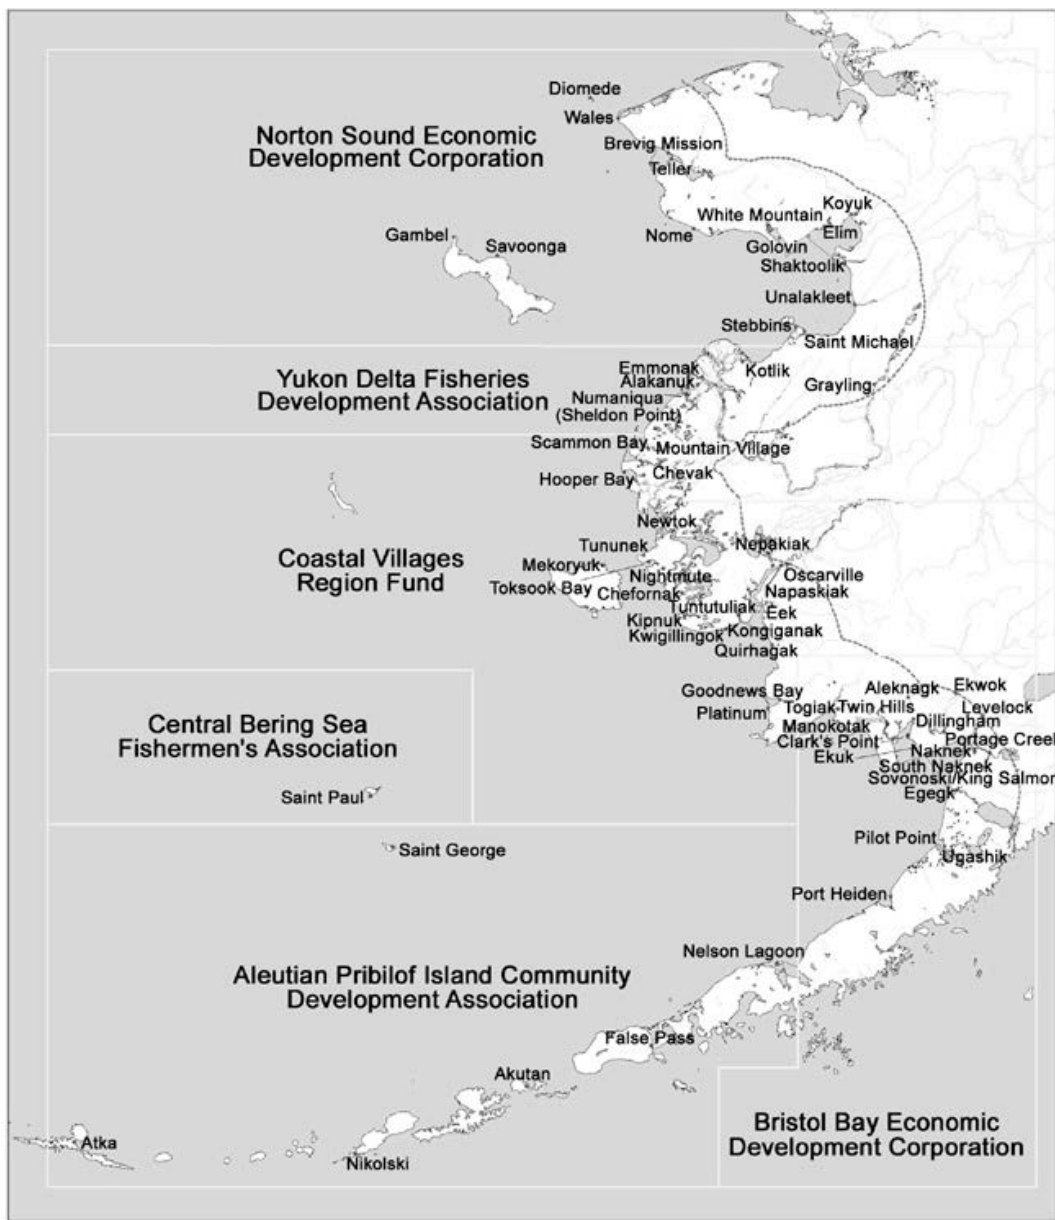 Diomede
Wales
Norton Sound Economic
Development Corporation
Brevig Mission
Teller
Koyuk
White Mountain
Elim
Nome
Golovin
Gambel
Savoonga
Shaktoolik
Unalakleet
Stebbins
Saint Michael
Yukon Delta Fisheries
Development Association
Emmonak
Kotlik
Alakanuk
Grayling
Numaniqua
(Sheldon Point)
Scammon Bay
Mountain Village
Hooper Bay
Chevak
Newtok
Coastal Villages
Region Fund
Tununek
Nepakiak
Mekoryuk
Nightmute
Oscarville
Toksook Bay
Chefornak
Napaskiak
Tuntutuliak
Eek
Kipnuk
Kongiganak
Kwigillingok
Quirhagak
Goodnews Bay
Aleknagk
Ekwok
Platinum
Togiak
Twin Hills
Levelock
Manokotak
Dillingham
Clark's Point
Portage Creek
Ekuk
Naknek
South Naknek
Sovonoski/King Salmon
Egegk
Central Bering Sea
Fishermen's Association
Saint Paul
Pilot Point
Saint George
Ugashik
Port Heiden
Nelson Lagoon
Aleutian Pribilof Island Community
Development Association
False Pass
Akutan
Bristol Bay Economic
Development Corporation
Atka
Nikolski